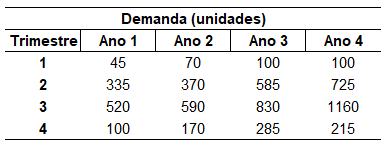 Demanda (unidades)
Trimestre Ano 1 Ano 2 Ano 3 Ano 4
1 45 70 100 100
2 335 370 585 725
3 520 590 830 1160
4 100 170 285 215